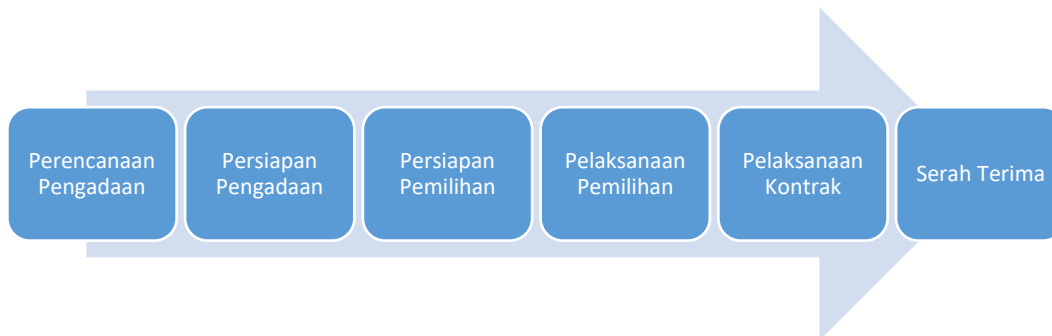 Perencanaan
Pengadaan
Persiapan
Pengadaan
Persiapan
Pemilihan
Pelaksanaan
Pemilihan
Pelaksanaan
Kontrak
Serah Terima